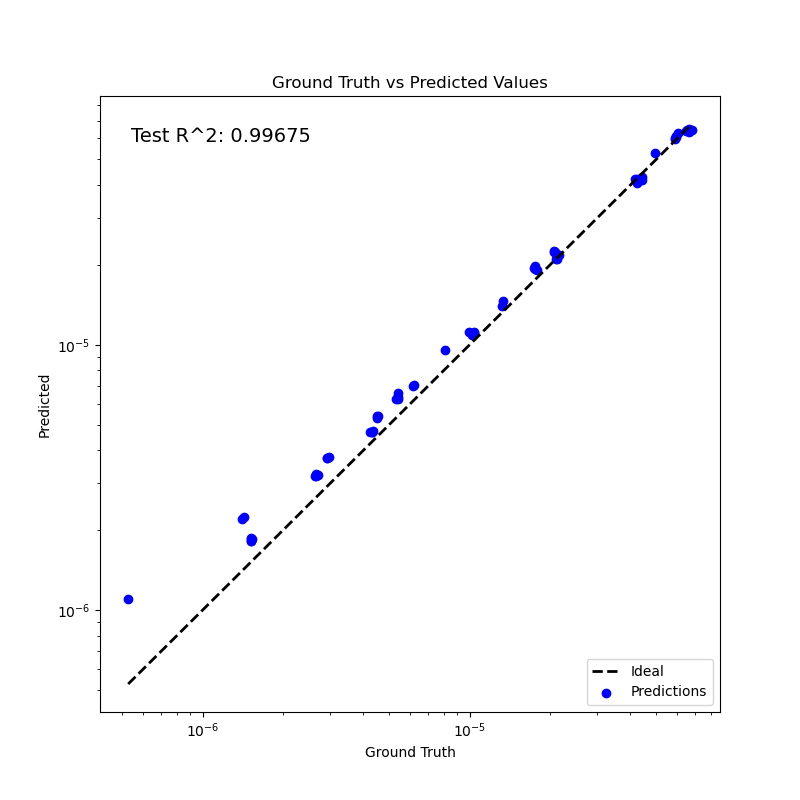 Ground Truth vs Predicted Values
Test R^2: 0.99675
Predicted
10⁻⁵
10⁻⁶
Ideal
Predictions
10⁻⁶
10⁻⁵
Ground Truth